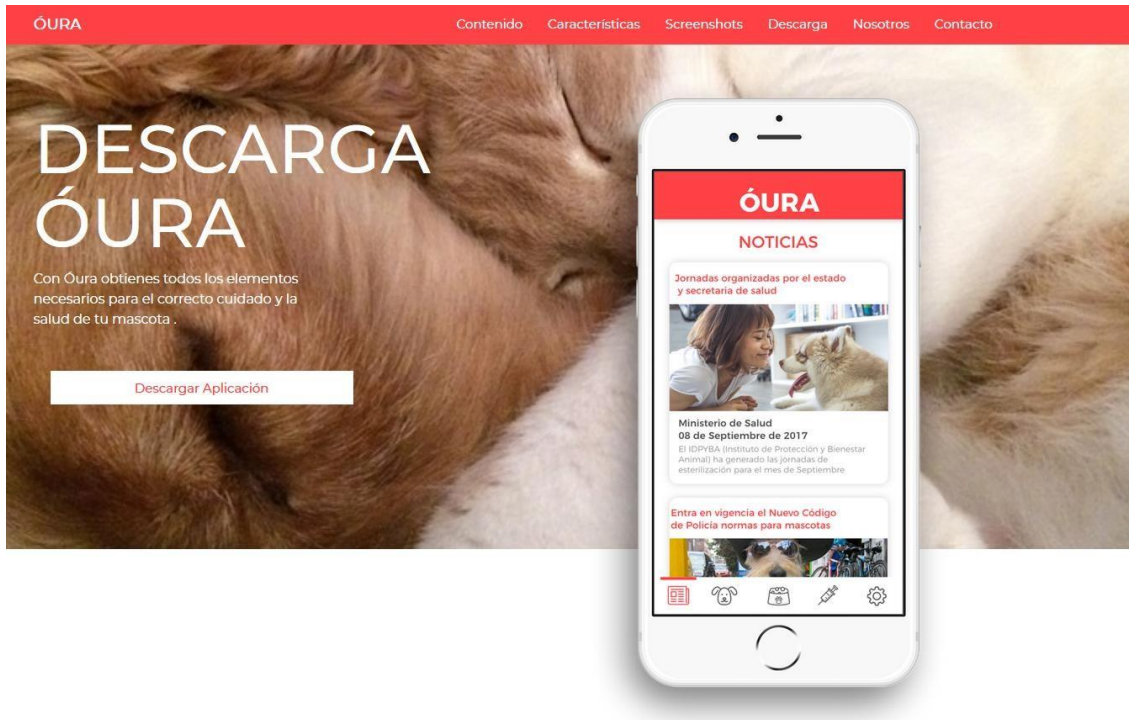 ÓURA
Contenido Características Screenshots Descarga Nosotros Contacto
DESCARGA
ÓURA
Con Óura obtienes todos los elementos
necesarios para el correcto cuidado y la
salud de tu mascota .
Descargar Aplicación
ÓURA
NOTICIAS
Jornadas organizadas por el estado
y secretaria de salud
Ministerio de Salud
08 de Septiembre de 2017
El IDPYBA (Instituto de Protección y Bienestar
Animal) ha generado las jornadas de
esterilización para el mes de Septiembre
Entra en vigencia el Nuevo Código
de Policía normas para mascotas